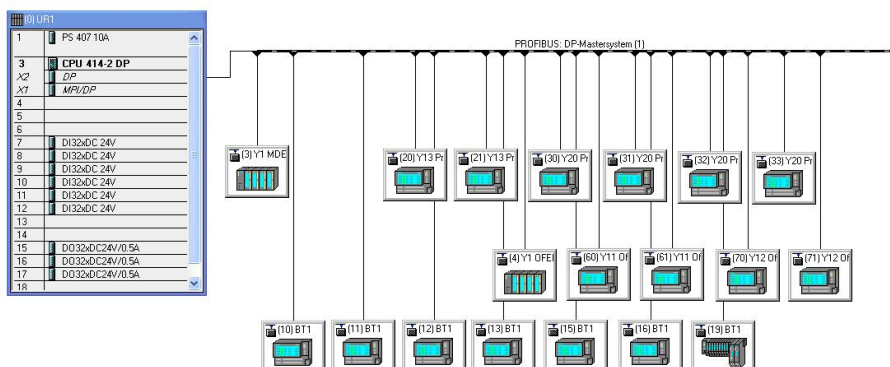 (0) UR1
1 PS 407 10A
3 CPU 414-2 DP
X2 DP
X1 MPI/DP
4
5
6
7 DI32xDC 24V
8 DI32xDC 24V
9 DI32xDC 24V
10 DI32xDC 24V
11 DI32xDC 24V
12 DI32xDC 24V
13
14
15 DO32xDC24V/0.5A
16 DO32xDC24V/0.5A
17 DO32xDC24V/0.5A
18
PROFIBUS: DP-Mastersystem (1)
(3) Y1 MDE
(20) Y13 Pr
(21) Y13 Pr
(30) Y20 Pr
(31) Y20 Pr
(32) Y20 Pr
(33) Y20 Pr
(4) Y1 OFEI
(60) Y11 Of
(61) Y11 Of
(70) Y12 Of
(71) Y12 Of
(10) BT1
(11) BT1
(12) BT1
(13) BT1
(15) BT1
(16) BT1
(19) BT1